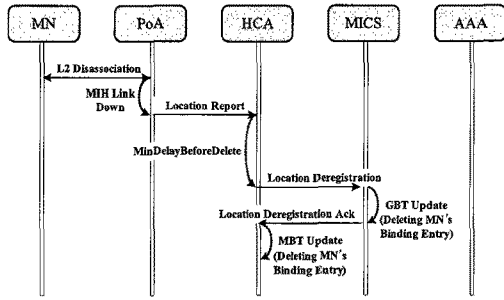 MN PoA HCA MICS AAA
L2 Disassociation
MIH Link
Down
Location Report
MinDelayBeforeDelete
Location Deregistration
GBT Update
(Deleting MN's
Binding Entry)
Location Deregistration Ack
MBT Update
(Deleting MN's
Binding Entry)